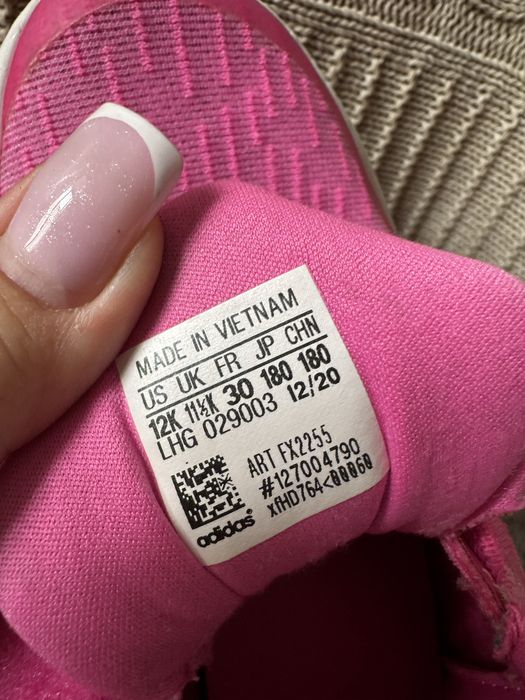 MADE IN VIETNAM
US UK FR JP CHN
12K 11½K 30 180 180
LHG 029003 12/20
ART FX2255
#127004790
xfHD764<00060
adidas®